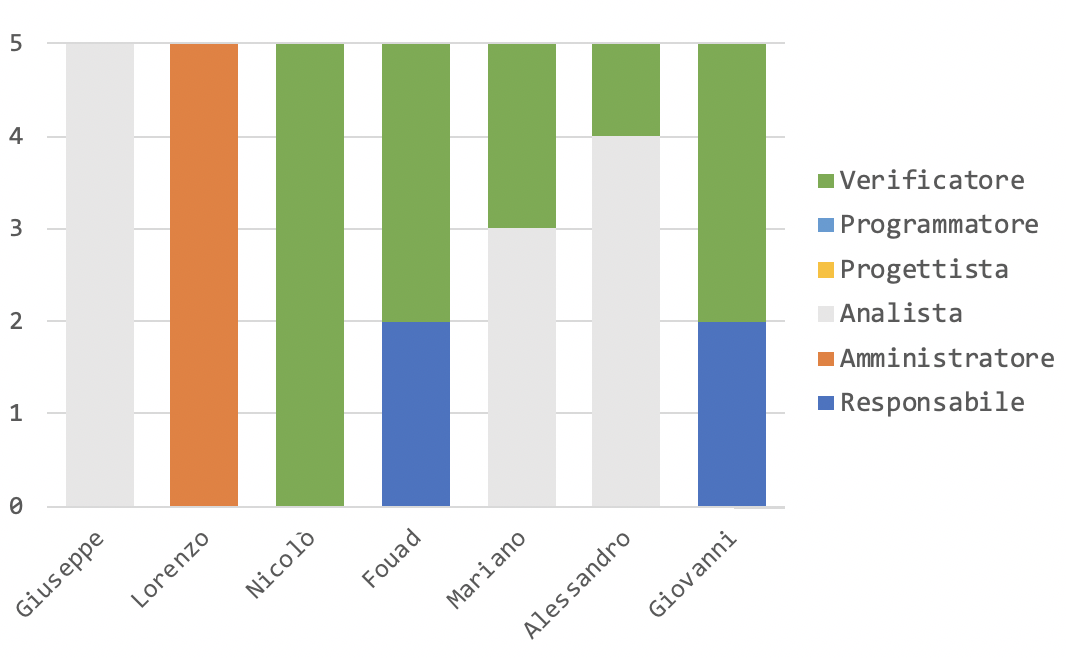 5
4
3
2
1
0
Giuseppe
Lorenzo
Nicolò
Fouad
Mariano
Alessandro
Giovanni
Verificatore
Programmatore
Progettista
Analista
Amministratore
Responsabile